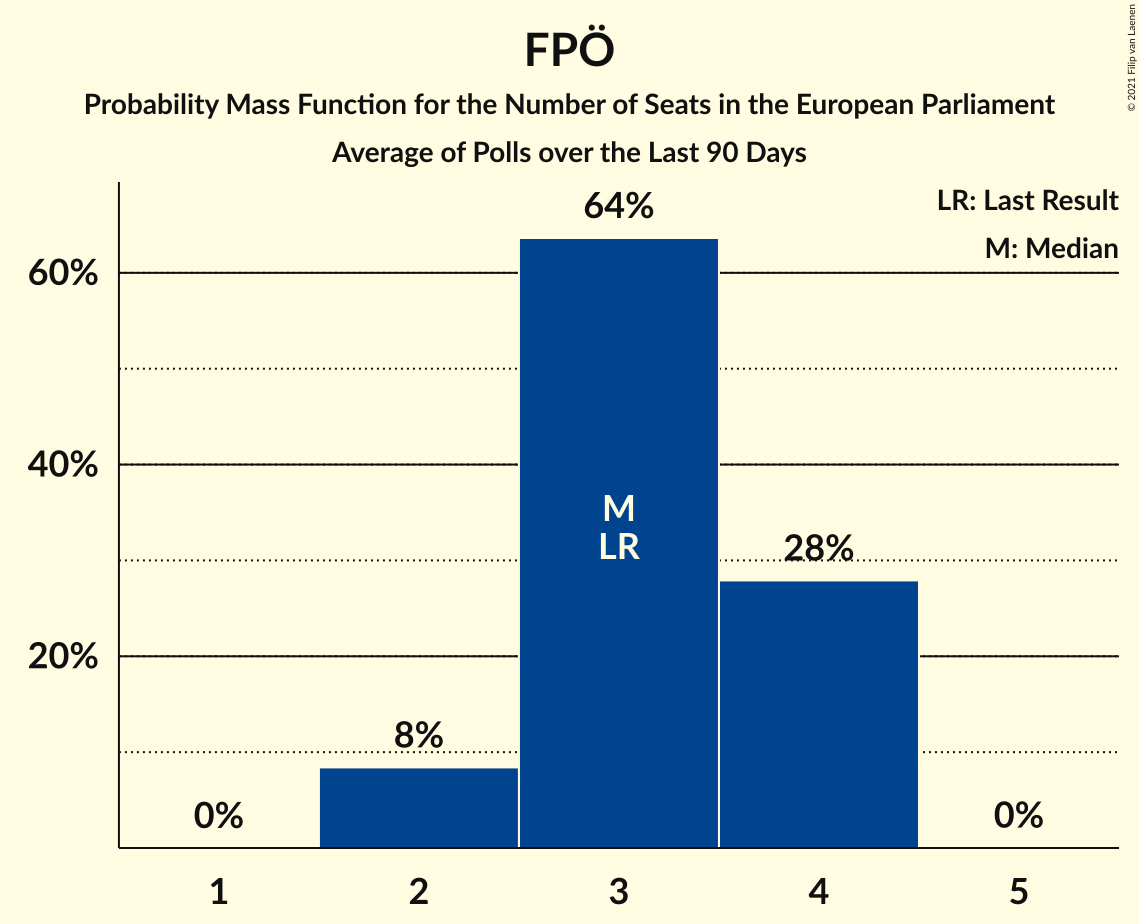 FPÖ
Probability Mass Function for the Number of Seats in the European Parliament
Average of Polls over the Last 90 Days
© 2021 Filip van Laenen
LR: Last Result
M: Median
64%
60%
40%
M
LR
28%
20%
8%
0%
0%
1 2 3 4 5